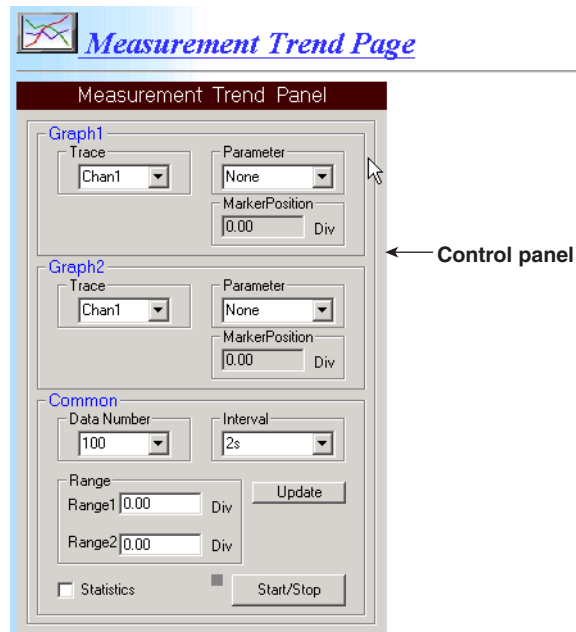 Measurement Trend Page
Measurement Trend Panel
Graph1
Trace
Parameter
Chan1
None
MarkerPosition
0.00 Div
Control panel
Graph2
Trace
Parameter
Chan1
None
MarkerPosition
0.00 Div
Common
Data Number
Interval
100
2s
Range
Range1 0.00 Div
Update
Range2 0.00 Div
Statistics
Start/Stop